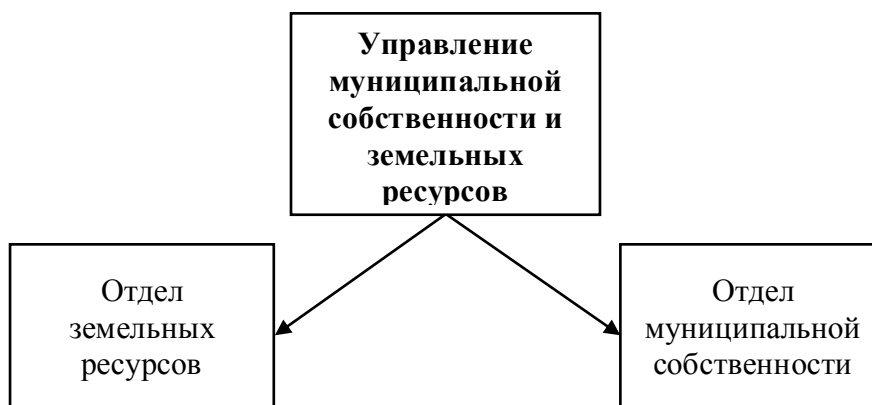 Управление
муниципальной
собственности и
земельных
ресурсов
Отдел
земельных
ресурсов
Отдел
муниципальной
собственности